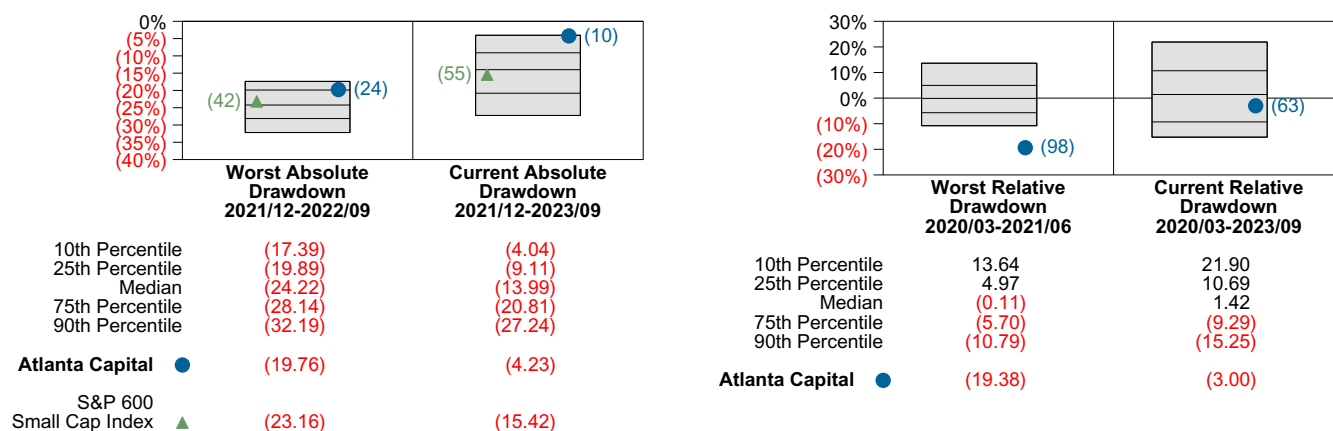 0%
(5%)
(10%)
(15%)
(20%)
(25%)
(30%)
(35%)
(40%)
(42)
(24)
(55)
(10)
Worst Absolute
Drawdown
2021/12-2022/09
Current Absolute
Drawdown
2021/12-2023/09
10th Percentile (17.39) (4.04)
25th Percentile (19.89) (9.11)
Median (24.22) (13.99)
75th Percentile (28.14) (20.81)
90th Percentile (32.19) (27.24)
Atlanta Capital (19.76) (4.23)
S&P 600
Small Cap Index (23.16) (15.42)
30%
20%
10%
0%
(10%)
(20%)
(30%)
(98)
(63)
Worst Relative
Drawdown
2020/03-2021/06
Current Relative
Drawdown
2020/03-2023/09
10th Percentile 13.64 21.90
25th Percentile 4.97 10.69
Median (0.11) 1.42
75th Percentile (5.70) (9.29)
90th Percentile (10.79) (15.25)
Atlanta Capital (19.38) (3.00)